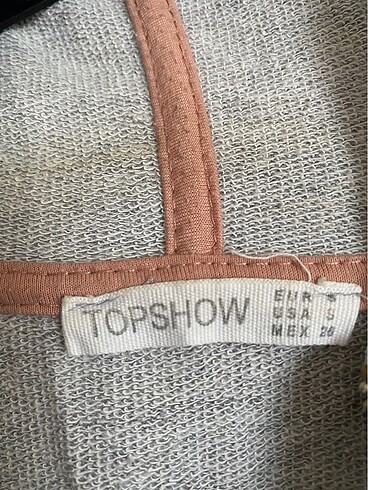 TOPSHOW
EUR S
USA S
MEX 26